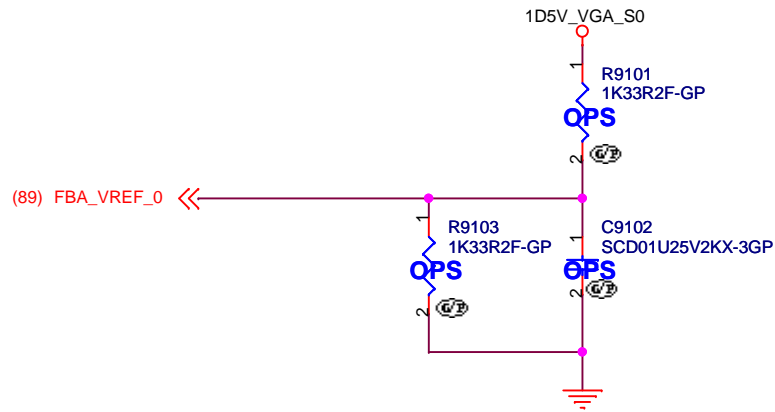 1D5V_VGA_S0
1
R9101
1K33R2F-GP
OPS
2
G/P
(89) FBA_VREF_0
1
R9103
1K33R2F-GP
OPS
2
G/P
1
C9102
SCD01U25V2KX-3GP
OPS
2
G/P